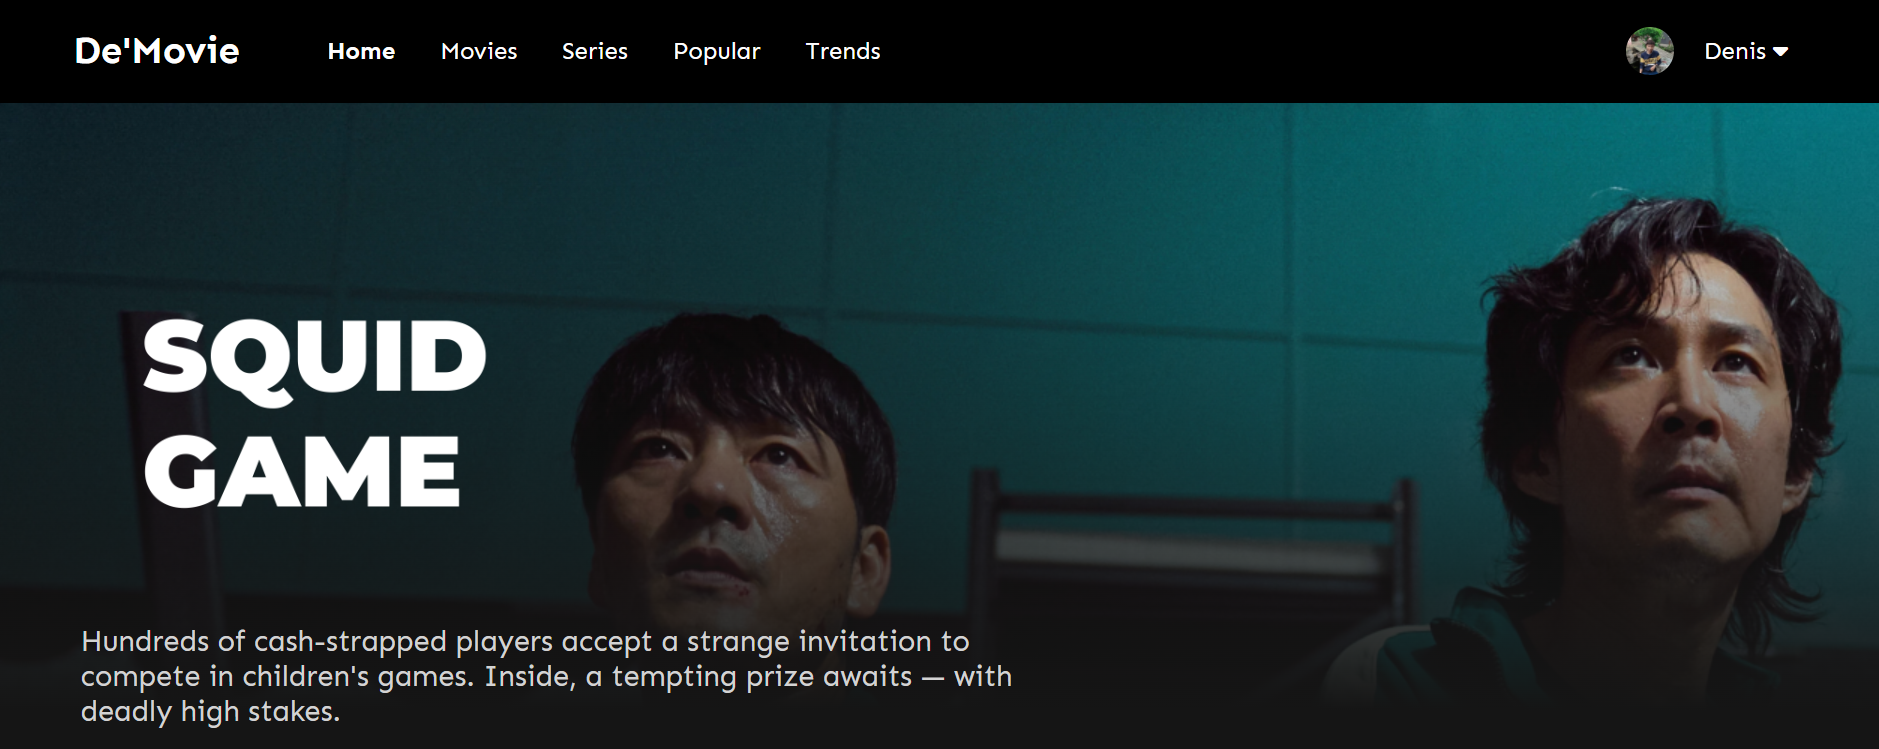 De'Movie Home Movies Series Popular Trends Denis
SQUID
GAME
Hundreds of cash-strapped players accept a strange invitation to
compete in children's games. Inside, a tempting prize awaits — with
deadly high stakes.